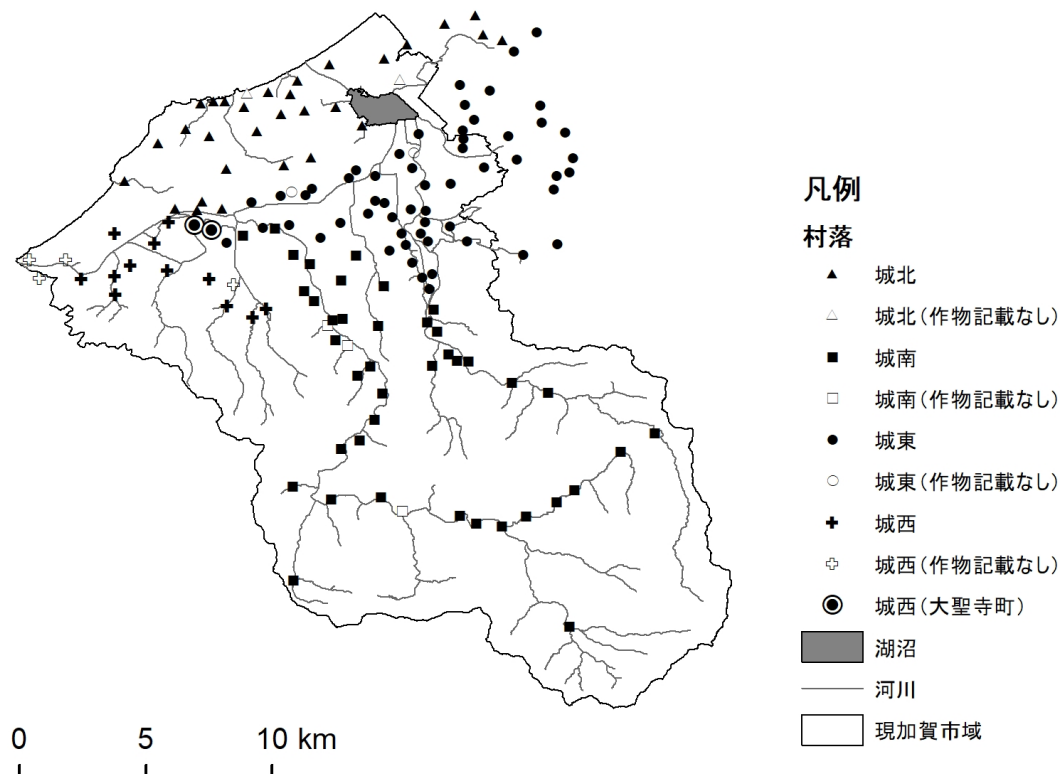 凡例
村落
城北
城北(作物記載なし)
城南
城南(作物記載なし)
城東
城東(作物記載なし)
城西
城西(作物記載なし)
城西(大聖寺町)
湖沼
河川
現加賀市域
0 5 10 km